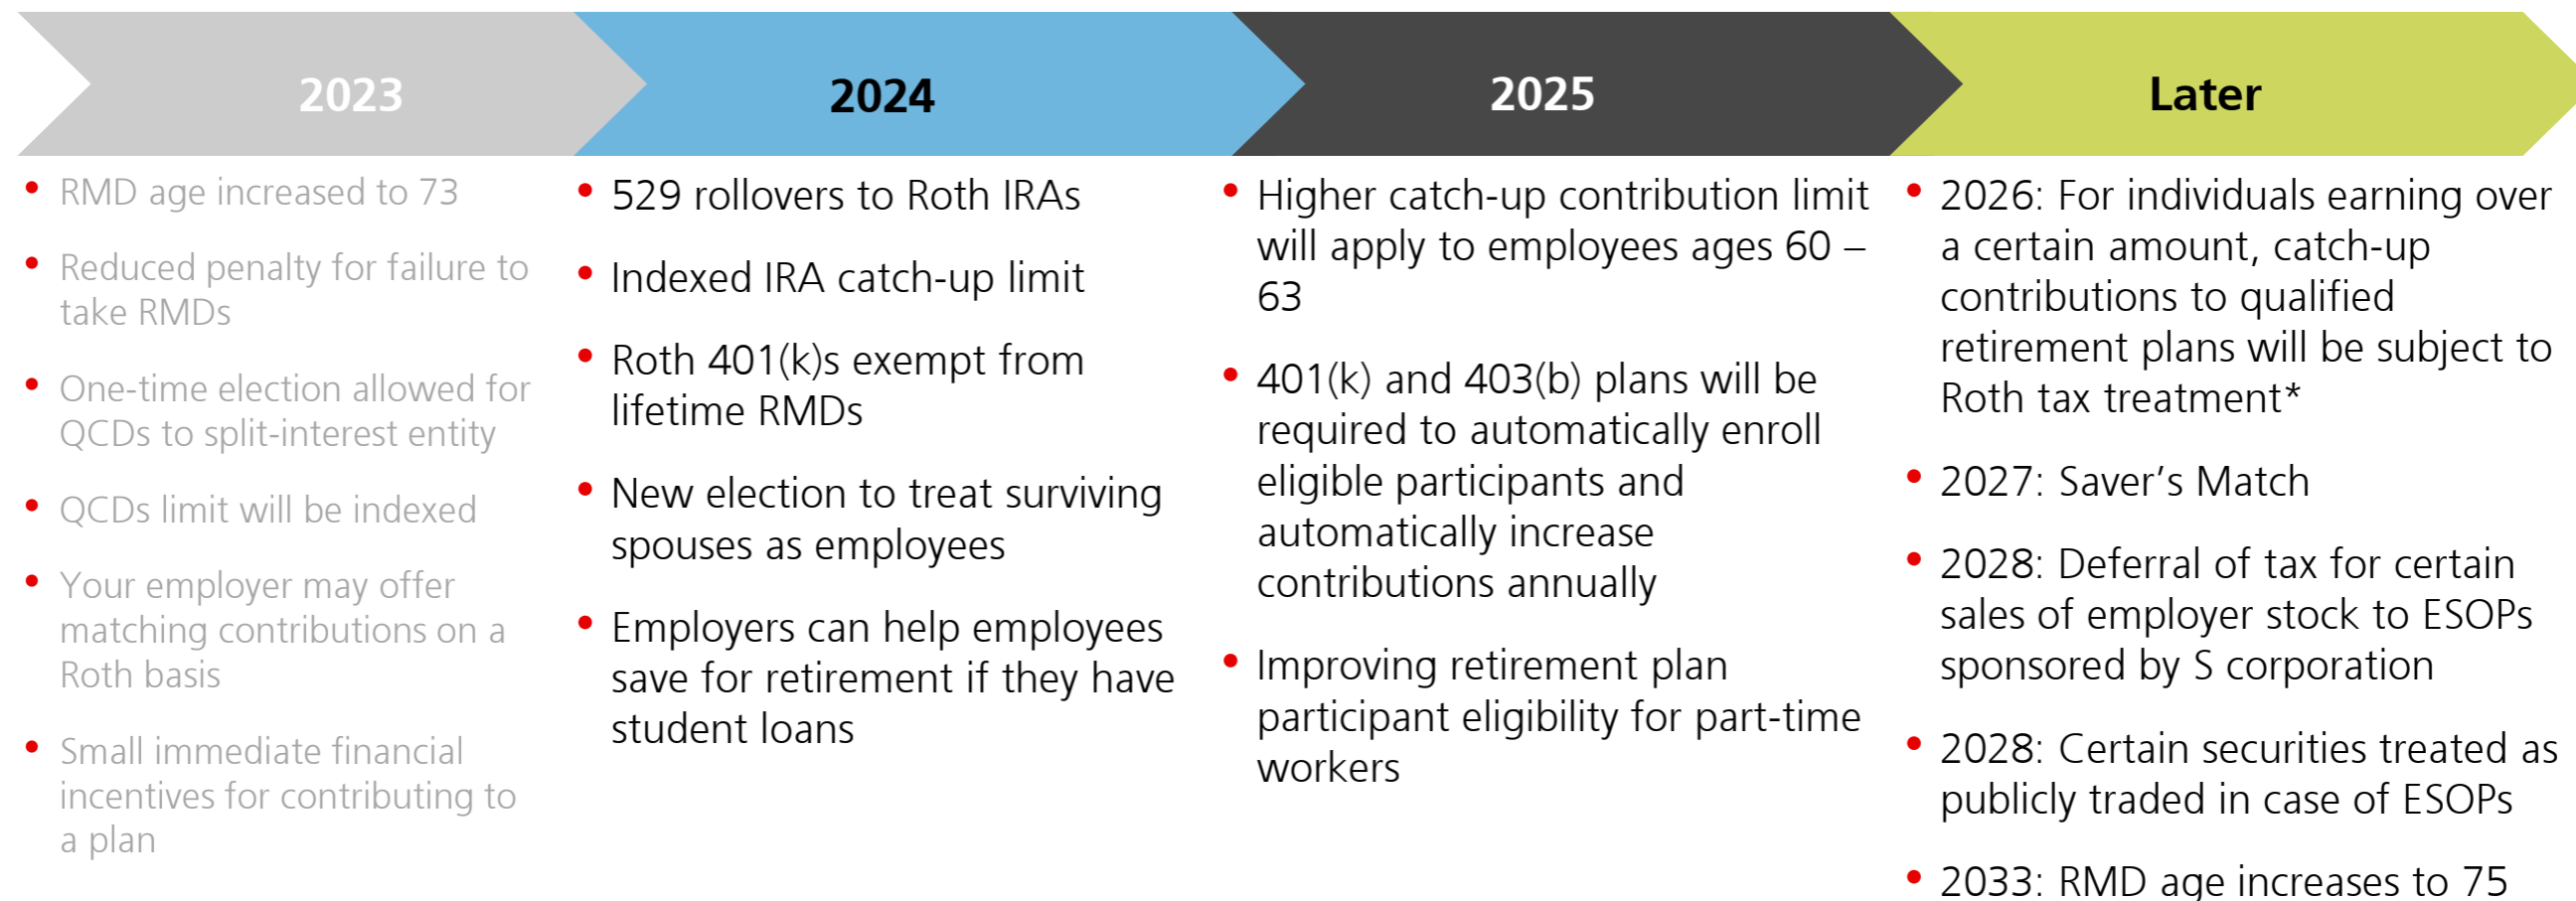 2023
2024
2025
Later
• RMD age increased to 73
• Reduced penalty for failure to
take RMDs
• One-time election allowed for
QCDs to split-interest entity
• QCDs limit will be indexed
• Your employer may offer
matching contributions on a
Roth basis
• Small immediate financial
incentives for contributing to
a plan
• 529 rollovers to Roth IRAs
• Indexed IRA catch-up limit
• Roth 401(k)s exempt from
lifetime RMDs
• New election to treat surviving
spouses as employees
• Employers can help employees
save for retirement if they have
student loans
• Higher catch-up contribution limit
will apply to employees ages 60 –
63
• 401(k) and 403(b) plans will be
required to automatically enroll
eligible participants and
automatically increase
contributions annually
• Improving retirement plan
participant eligibility for part-time
workers
• 2026: For individuals earning over
a certain amount, catch-up
contributions to qualified
retirement plans will be subject to
Roth tax treatment*
• 2027: Saver’s Match
• 2028: Deferral of tax for certain
sales of employer stock to ESOPs
sponsored by S corporation
• 2028: Certain securities treated as
publicly traded in case of ESOPs
• 2033: RMD age increases to 75